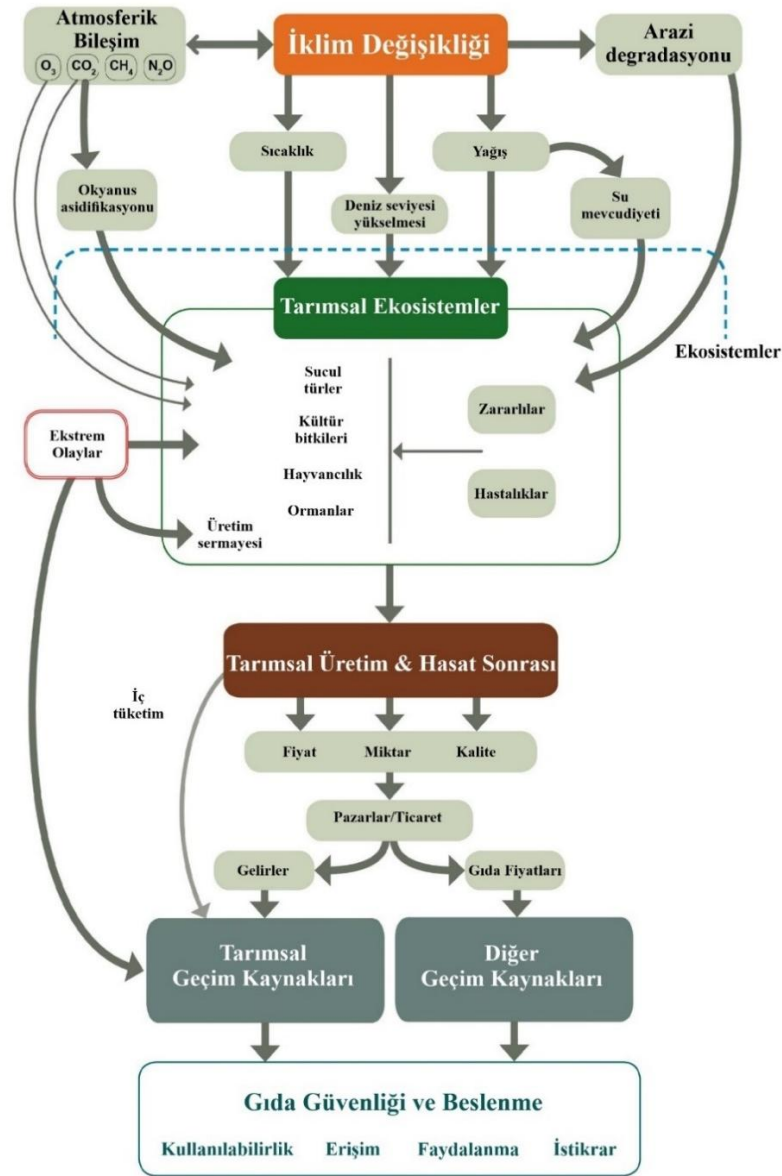 Atmosferik
Bileşim
O₃ CO₂ CH₄ N₂O
İklim Değişikliği
Arazi
degradasyonu
Sıcaklık
Yağış
Okyanus
asidifikasyonu
Deniz seviyesi
yükselmesi
Su
mevcudiyeti
Tarımsal Ekosistemler
Ekosistemler
Sucul
türler
Kültür
bitkileri
Hayvancılık
Ormanlar
Zararlılar
Hastalıklar
Ekstrem
Olaylar
Üretim
sermayesi
Tarımsal Üretim & Hasat Sonrası
İç
tüketim
Fiyat Miktar Kalite
Pazarlar/Ticaret
Gelirler
Gıda Fiyatları
Tarımsal
Geçim Kaynakları
Diğer
Geçim Kaynakları
Gıda Güvenliği ve Beslenme
Kullanılabilirlik Erişim Faydalanma İstikrar